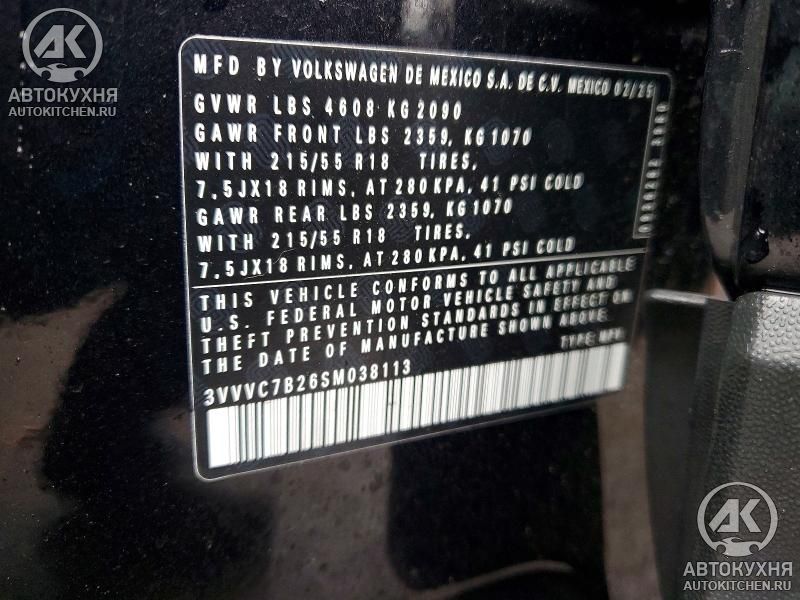 АК
АВТОКУХНЯ
AUTOKITCHEN.RU
MFD BY VOLKSWAGEN DE MEXICO S.A. DE C.V. MEXICO 02/25
GVWR LBS 4608 KG 2090
GAWR FRONT LBS 2359, KG 1070
WITH 215/55 R18 TIRES,
7,5JX18 RIMS, AT 280 KPA, 41 PSI COLD
GAWR REAR LBS 2359, KG 1070
WITH 215/55 R18 TIRES,
7,5JX18 RIMS, AT 280 KPA, 41 PSI COLD
THIS VEHICLE CONFORMS TO ALL APPLICABLE
U.S. FEDERAL MOTOR VEHICLE SAFETY AND
THEFT PREVENTION STANDARDS IN EFFECT ON
THE DATE OF MANUFACTURE SHOWN ABOVE.
TYPE: MPV
3VVVC7B26SM038113
АК
АВТОКУХНЯ
AUTOKITCHEN.RU